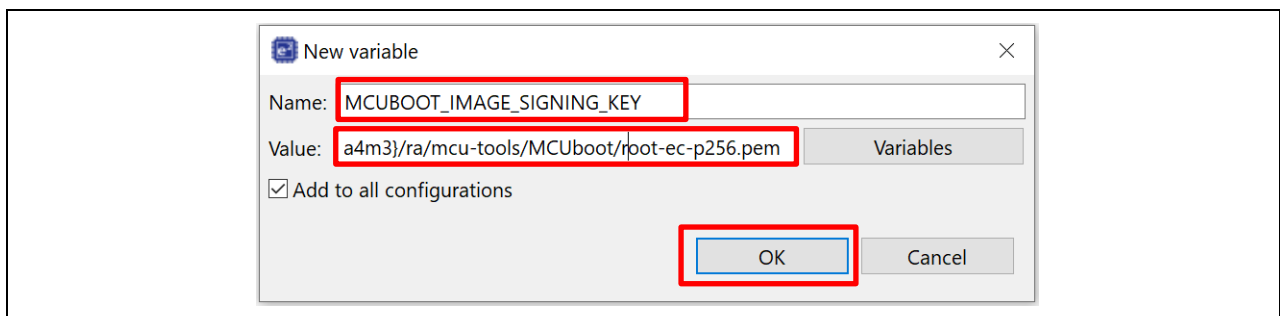 New variable
Name: MCUBOOT_IMAGE_SIGNING_KEY
Value: a4m3}/ra/mcu-tools/MCUboot/root-ec-p256.pem Variables
Add to all configurations
OK Cancel